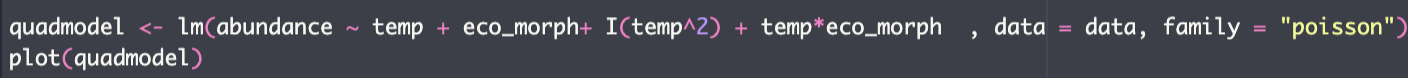 quadmodel <- lm(abundance ~ temp + eco_morph+ I(temp^2) + temp*eco_morph  , data = data, family = "poisson")
plot(quadmodel)